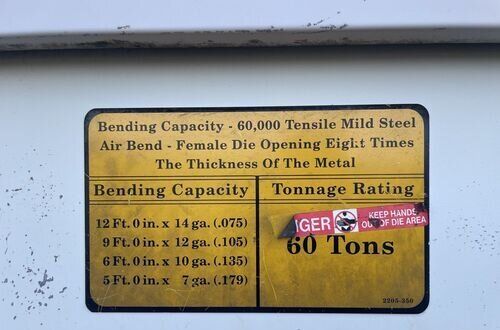 Bending Capacity - 60,000 Tensile Mild Steel
Air Bend - Female Die Opening Eight Times
The Thickness Of The Metal
Bending Capacity
12 Ft. 0 in. x 14 ga. (.075)
9 Ft. 0 in. x 12 ga. (.105)
6 Ft. 0 in. x 10 ga. (.135)
5 Ft. 0 in. x 7 ga. (.179)
Tonnage Rating
NGER KEEP HANDS
OUT OF DIE AREA
60 Tons
2205-350